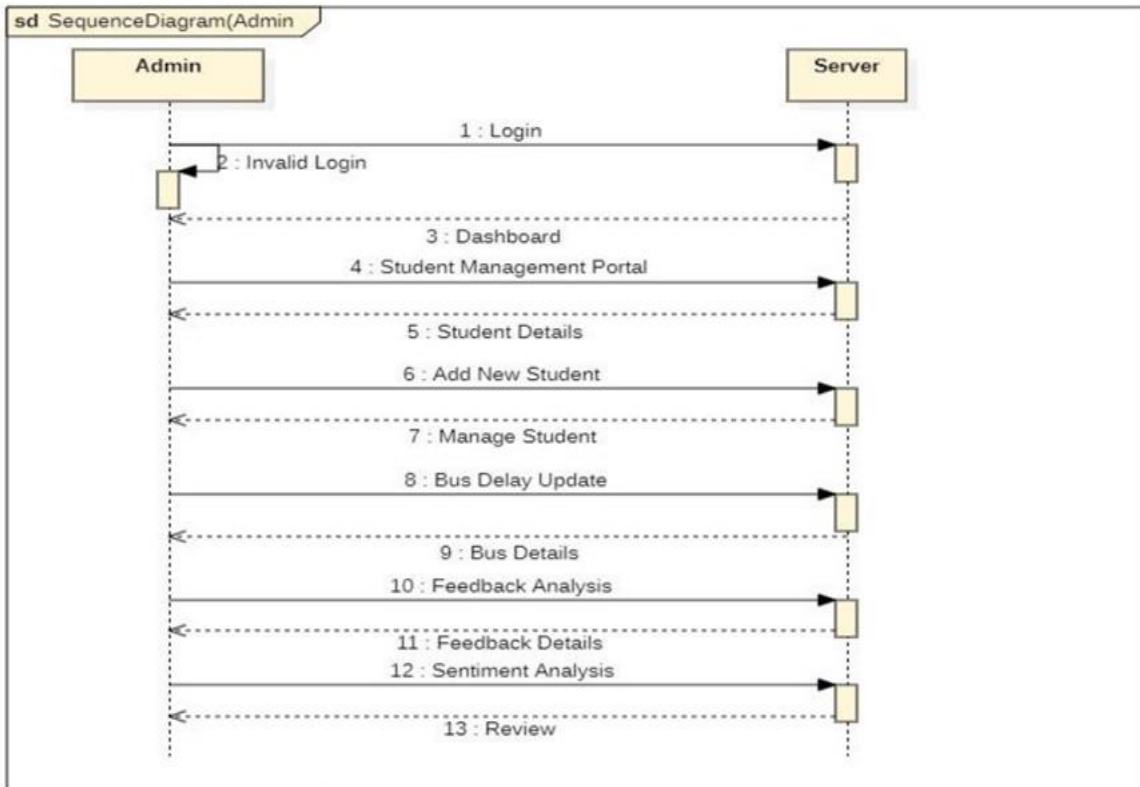 sd SequenceDiagram(Admin
Admin
Server
1 : Login
2 : Invalid Login
3 : Dashboard
4 : Student Management Portal
5 : Student Details
6 : Add New Student
7 : Manage Student
8 : Bus Delay Update
9 : Bus Details
10 : Feedback Analysis
11 : Feedback Details
12 : Sentiment Analysis
13 : Review